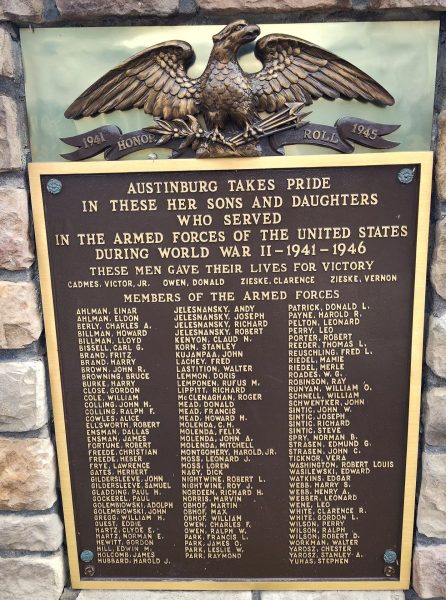 1941 HONOR ROLL 1945
AUSTINBURG TAKES PRIDE
IN THESE HER SONS AND DAUGHTERS
WHO SERVED
IN THE ARMED FORCES OF THE UNITED STATES
DURING WORLD WAR II-1941-1946
THESE MEN GAVE THEIR LIVES FOR VICTORY
CADMES, VICTOR, JR. OWEN, DONALD ZIESKE, CLARENCE ZIESKE, VERNON
MEMBERS OF THE ARMED FORCES
AHLMAN, EINAR
AHLMAN, ELDON
BERLY, CHARLES A.
BILLMAN, HOWARD
BILLMAN, LLOYD
BISSELL, CARL G.
BRAND, FRITZ
BRAND, HARRY
BROWN, JOHN R.
BROWNING, BRUCE
BURKE, HARRY
CLOSE, GORDON
COLE, WILLIAM
COLLING, JOHN H.
COLLING, RALPH F.
COWLES, ALICE
ELLSWORTH, ROBERT
ENSMAN, DALLAS
ENSMAN, JAMES
FORTUNE, ROBERT
FREEDE, CHRISTIAN
FREEDE, HEBER
FRYE, LAWRENCE
GATES, HERBERT
GILDERSLEEVE, JOHN
GILDERSLEEVE, SAMUEL
GLADDING, PAUL H.
GOCKEREL, PAUL
GOLEMBIOWSKI, ADOLPH
GOLEMBIOWSKI, JOHN
GREGG, WILLIAM H.
GUEST, EDDIE
HARTZ, CLYDE E.
HARTZ, NORMAN E.
HEWITT, GORDON
HILL, EDWIN M.
HOLCOMB, JAMES
HUBBARD, HAROLD J.
JELESNANSKY, ANDY
JELESNANSKY, JOSEPH
JELESNANSKY, RICHARD
JELESNANSKY, ROBERT
KENYON, CLAUD N.
KORN, STANLEY
KUJANPAA, JOHN
LACHEY, FRED
LASTITION, WALTER
LEMMON, DORIS
LEMPONEN, RUFUS M.
LIPPITT, RICHARD
McCLENAGHAN, ROGER
MEAD, DONALD
MEAD, FRANCIS
MEAD, HOWARD H.
MOLENDA, C. H.
MOLENDA, FELIX
MOLENDA, JOHN A.
MOLENDA, MITCHELL
MONTGOMERY, HAROLD, JR.
MOSS, LEONARD J.
MOSS, LOREN
NAGY, DICK
NIGHTWINE, ROBERT L.
NIGHTWINE, ROY J.
NORDEEN, RICHARD H.
NORRIS, MARVIN
OBHOF, MARTIN
OBHOF, MAX
OBHOF, WILLIAM
OWEN, CHARLES F.
OWEN, RALPH W.
PARK, FRANCIS L.
PARK, JAMES O.
PARK, LESLIE W.
PARK, RAYMOND
PATRICK, DONALD L.
PAYNE, HAROLD R.
PELTON, LEONARD
PERRY, LEO
PORTER, ROBERT
REEDER, THOMAS L.
REUSCHLING, FRED L.
RIEDEL, MAMIE
RIEDEL, MERLE
ROADES, W. G.
ROBINSON, RAY
RUNYAN, WILLIAM O.
SCHNELL, WILLIAM
SCHWENTKER, JOHN
SINTIC, JOHN W.
SINTIC, JOSEPH
SINTIC, RICHARD
SINTIC, STEVE
SPRY, NORMAN B.
STRASEN, EDMUND G.
STRASEN, JOHN C.
TICKNOR, VERA
WASHINGTON, ROBERT LOUIS
WASILEWSKI, EDWARD
WATKINS, EDGAR
WEBB, HARRY S.
WEBB, HENRY A.
WEBBER, LEONARD
WENE, LEO
WHITE, CLARENCE R.
WHITE, GORDON L.
WILSON, PERRY
WILSON, RALPH
WILSON, ROBERT D.
WORKMAN, WALTER
YAROSZ, CHESTER
YAROSZ, STANLEY A.
YUHAS, STEPHEN